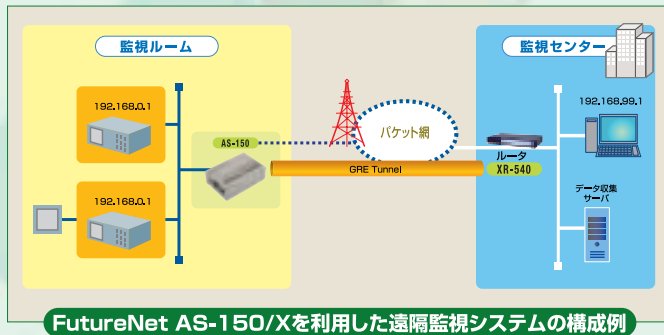 監視ルーム
監視センター
192.168.0.1
192.168.99.1
AS-150
パケット網
ルータ
XR-540
GRE Tunnel
192.168.0.1
データ収集
サーバ
FutureNet AS-150/Xを利用した遠隔監視システムの構成例